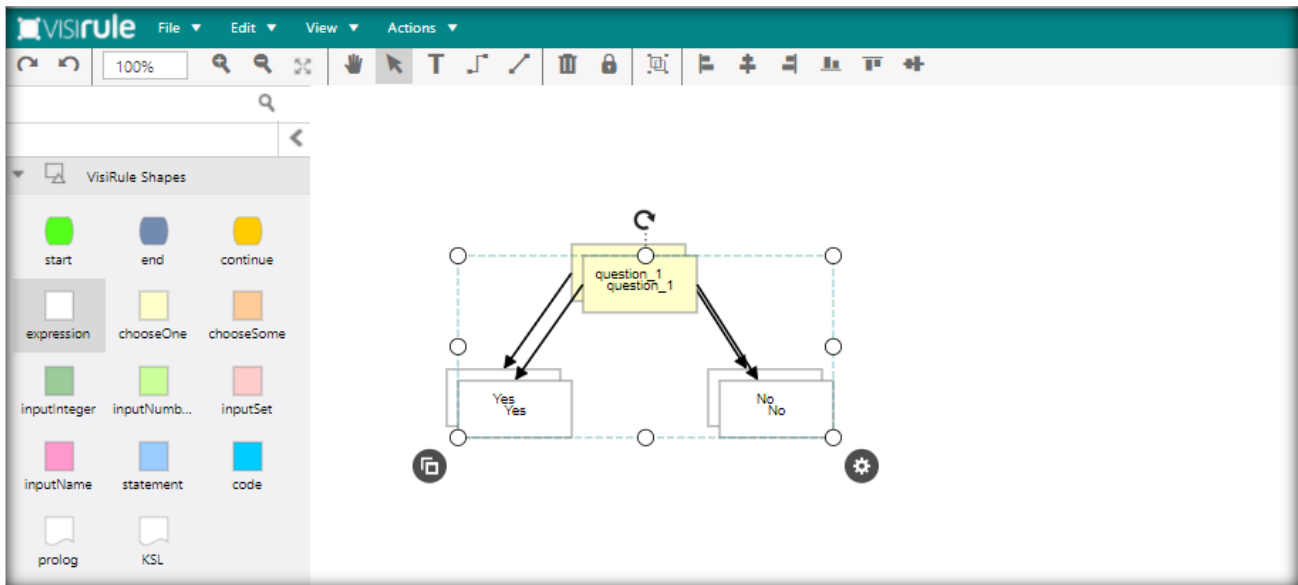 VISIrule File Edit View Actions
100% T
VisiRule Shapes
start end continue
expression chooseOne chooseSome
inputInteger inputNumb... inputSet
inputName statement code
prolog KSL
question_1
question_1
Yes
Yes
No
No